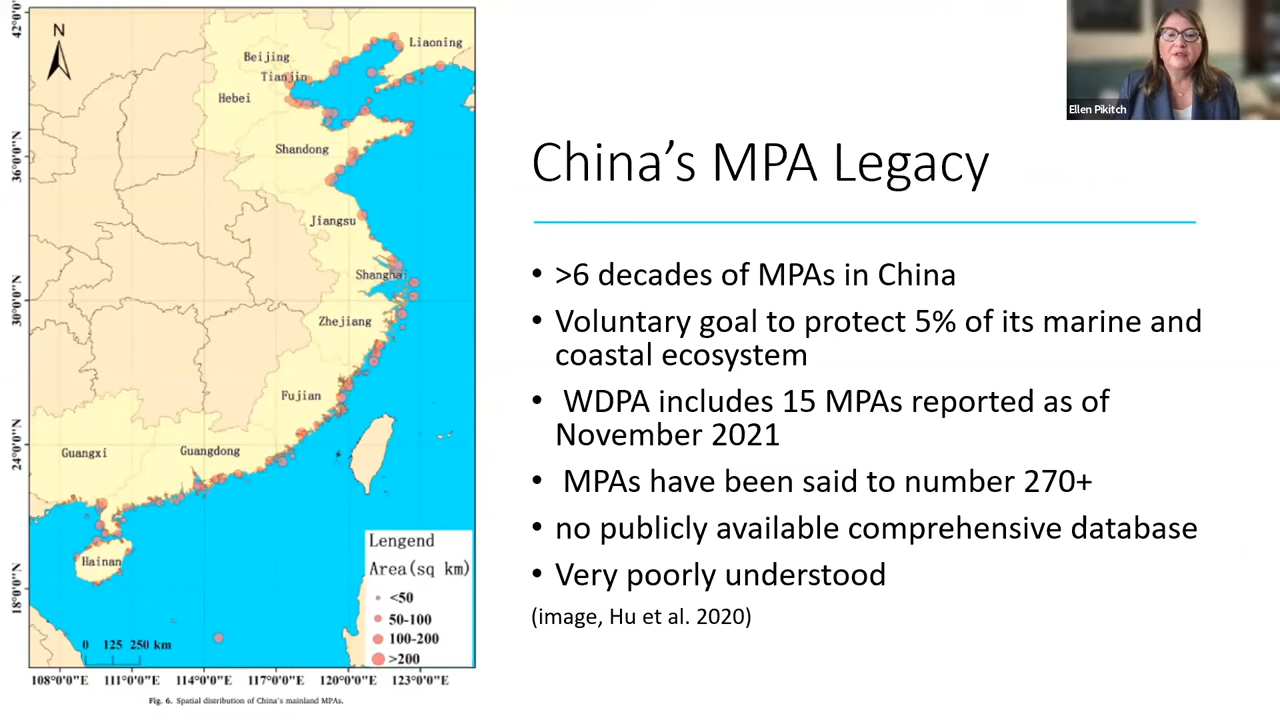 42°0'0"
36°0'0"N
30°0'0"N
24°0'0"N
18°0'0"N
N
Beijing
Tianjin
Hebei
Liaoning
Shandong
Jiangsu
Shanghai
Zhejiang
Fujian
Guangxi
Guangdong
Hainan
Lengend
Area(sq km)
<50
50-100
100-200
>200
0 125 250 km
108°0'0"E 111°0'0"E 114°0'0"E 117°0'0"E 120°0'0"E 123°0'0"E
Fig. 6. Spatial distribution of China's mainland MPAs.
Ellen Pikitch
China's MPA Legacy
• >6 decades of MPAs in China
• Voluntary goal to protect 5% of its marine and
coastal ecosystem
• WDPA includes 15 MPAs reported as of
November 2021
• MPAs have been said to number 270+
• no publicly available comprehensive database
• Very poorly understood
(image, Hu et al. 2020)